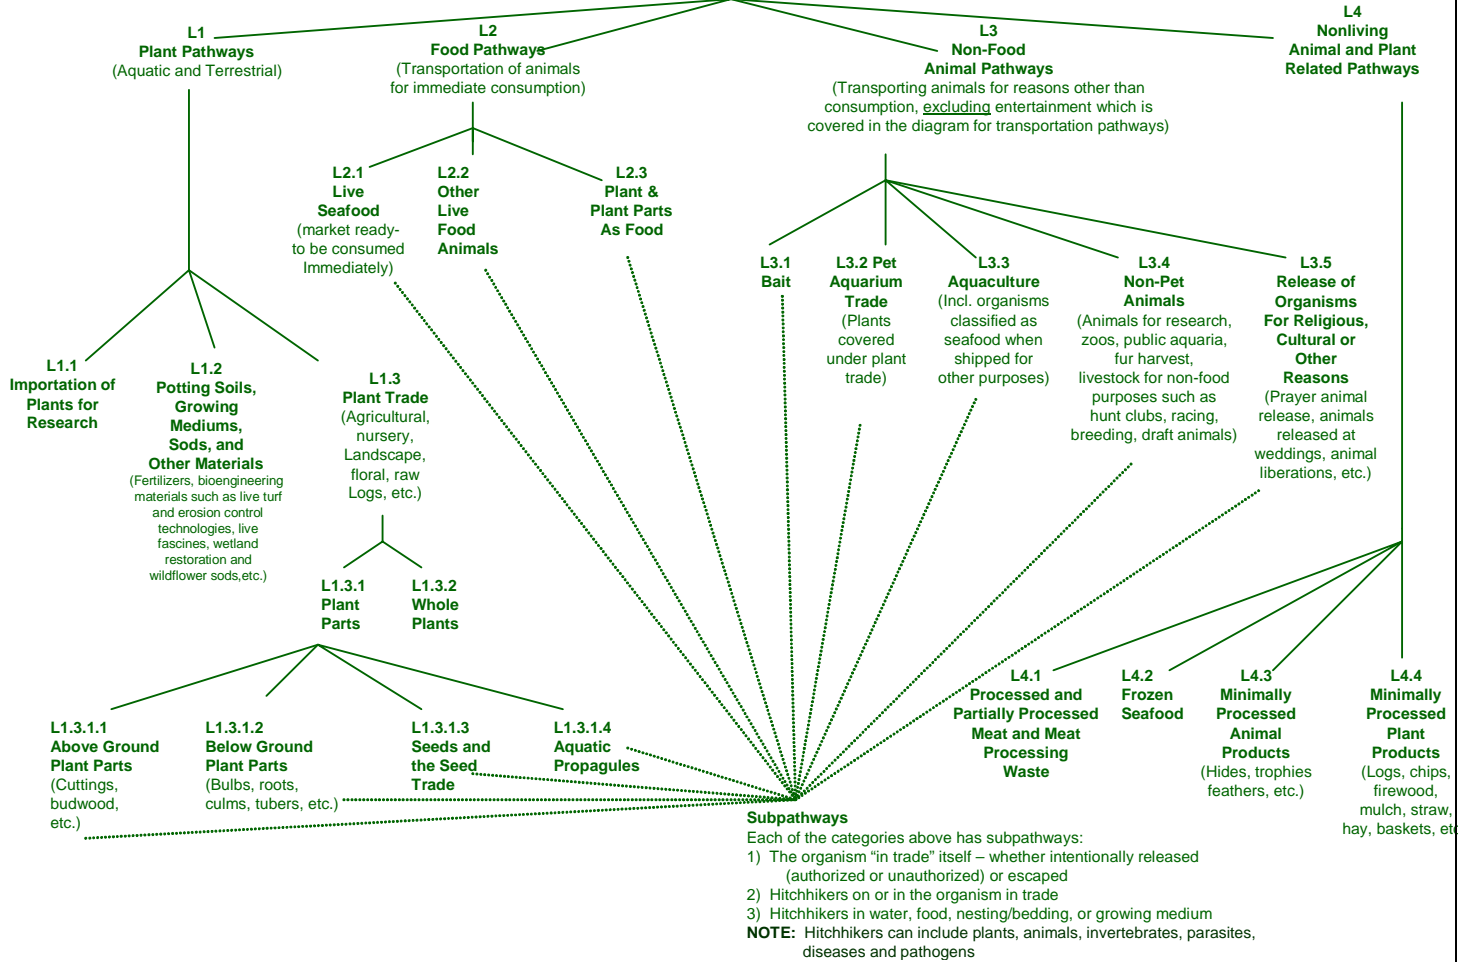 L1
Plant Pathways
(Aquatic and Terrestrial)
L2
Food Pathways
(Transportation of animals
for immediate consumption)
L3
Non-Food
Animal Pathways
(Transporting animals for reasons other than
consumption, excluding entertainment which is
covered in the diagram for transportation pathways)
L4
Nonliving
Animal and Plant
Related Pathways
L2.1
Live
Seafood
(market ready-
to be consumed
Immediately)
L2.2
Other
Live
Food
Animals
L2.3
Plant &
Plant Parts
As Food
L3.1
Bait
L3.2 Pet
Aquarium
Trade
(Plants
covered
under plant
trade)
L3.3
Aquaculture
(Incl. organisms
classified as
seafood when
shipped for
other purposes)
L3.4
Non-Pet
Animals
(Animals for research,
zoos, public aquaria,
fur harvest,
livestock for non-food
purposes such as
hunt clubs, racing,
breeding, draft animals)
L3.5
Release of
Organisms
For Religious,
Cultural or
Other
Reasons
(Prayer animal
release, animals
released at
weddings, animal
liberations, etc.)
L1.1
Importation of
Plants for
Research
L1.2
Potting Soils,
Growing
Mediums,
Sods, and
Other Materials
(Fertilizers, bioengineering
materials such as live turf
and erosion control
technologies, live
fascines, wetland
restoration and
wildflower sods,etc.)
L1.3
Plant Trade
(Agricultural,
nursery,
Landscape,
floral, raw
Logs, etc.)
L1.3.1
Plant
Parts
L1.3.2
Whole
Plants
L1.3.1.1
Above Ground
Plant Parts
(Cuttings,
budwood,
etc.)
L1.3.1.2
Below Ground
Plant Parts
(Bulbs, roots,
culms, tubers, etc.)
L1.3.1.3
Seeds and
the Seed
Trade
L1.3.1.4
Aquatic
Propagules
L4.1
Processed and
Partially Processed
Meat and Meat
Processing
Waste
L4.2
Frozen
Seafood
L4.3
Minimally
Processed
Animal
Products
(Hides, trophies
feathers, etc.)
L4.4
Minimally
Processed
Plant
Products
(Logs, chips,
firewood,
mulch, straw,
hay, baskets, etc
Subpathways
Each of the categories above has subpathways:
1) The organism “in trade” itself – whether intentionally released
(authorized or unauthorized) or escaped
2) Hitchhikers on or in the organism in trade
3) Hitchhikers in water, food, nesting/bedding, or growing medium
NOTE: Hitchhikers can include plants, animals, invertebrates, parasites,
diseases and pathogens